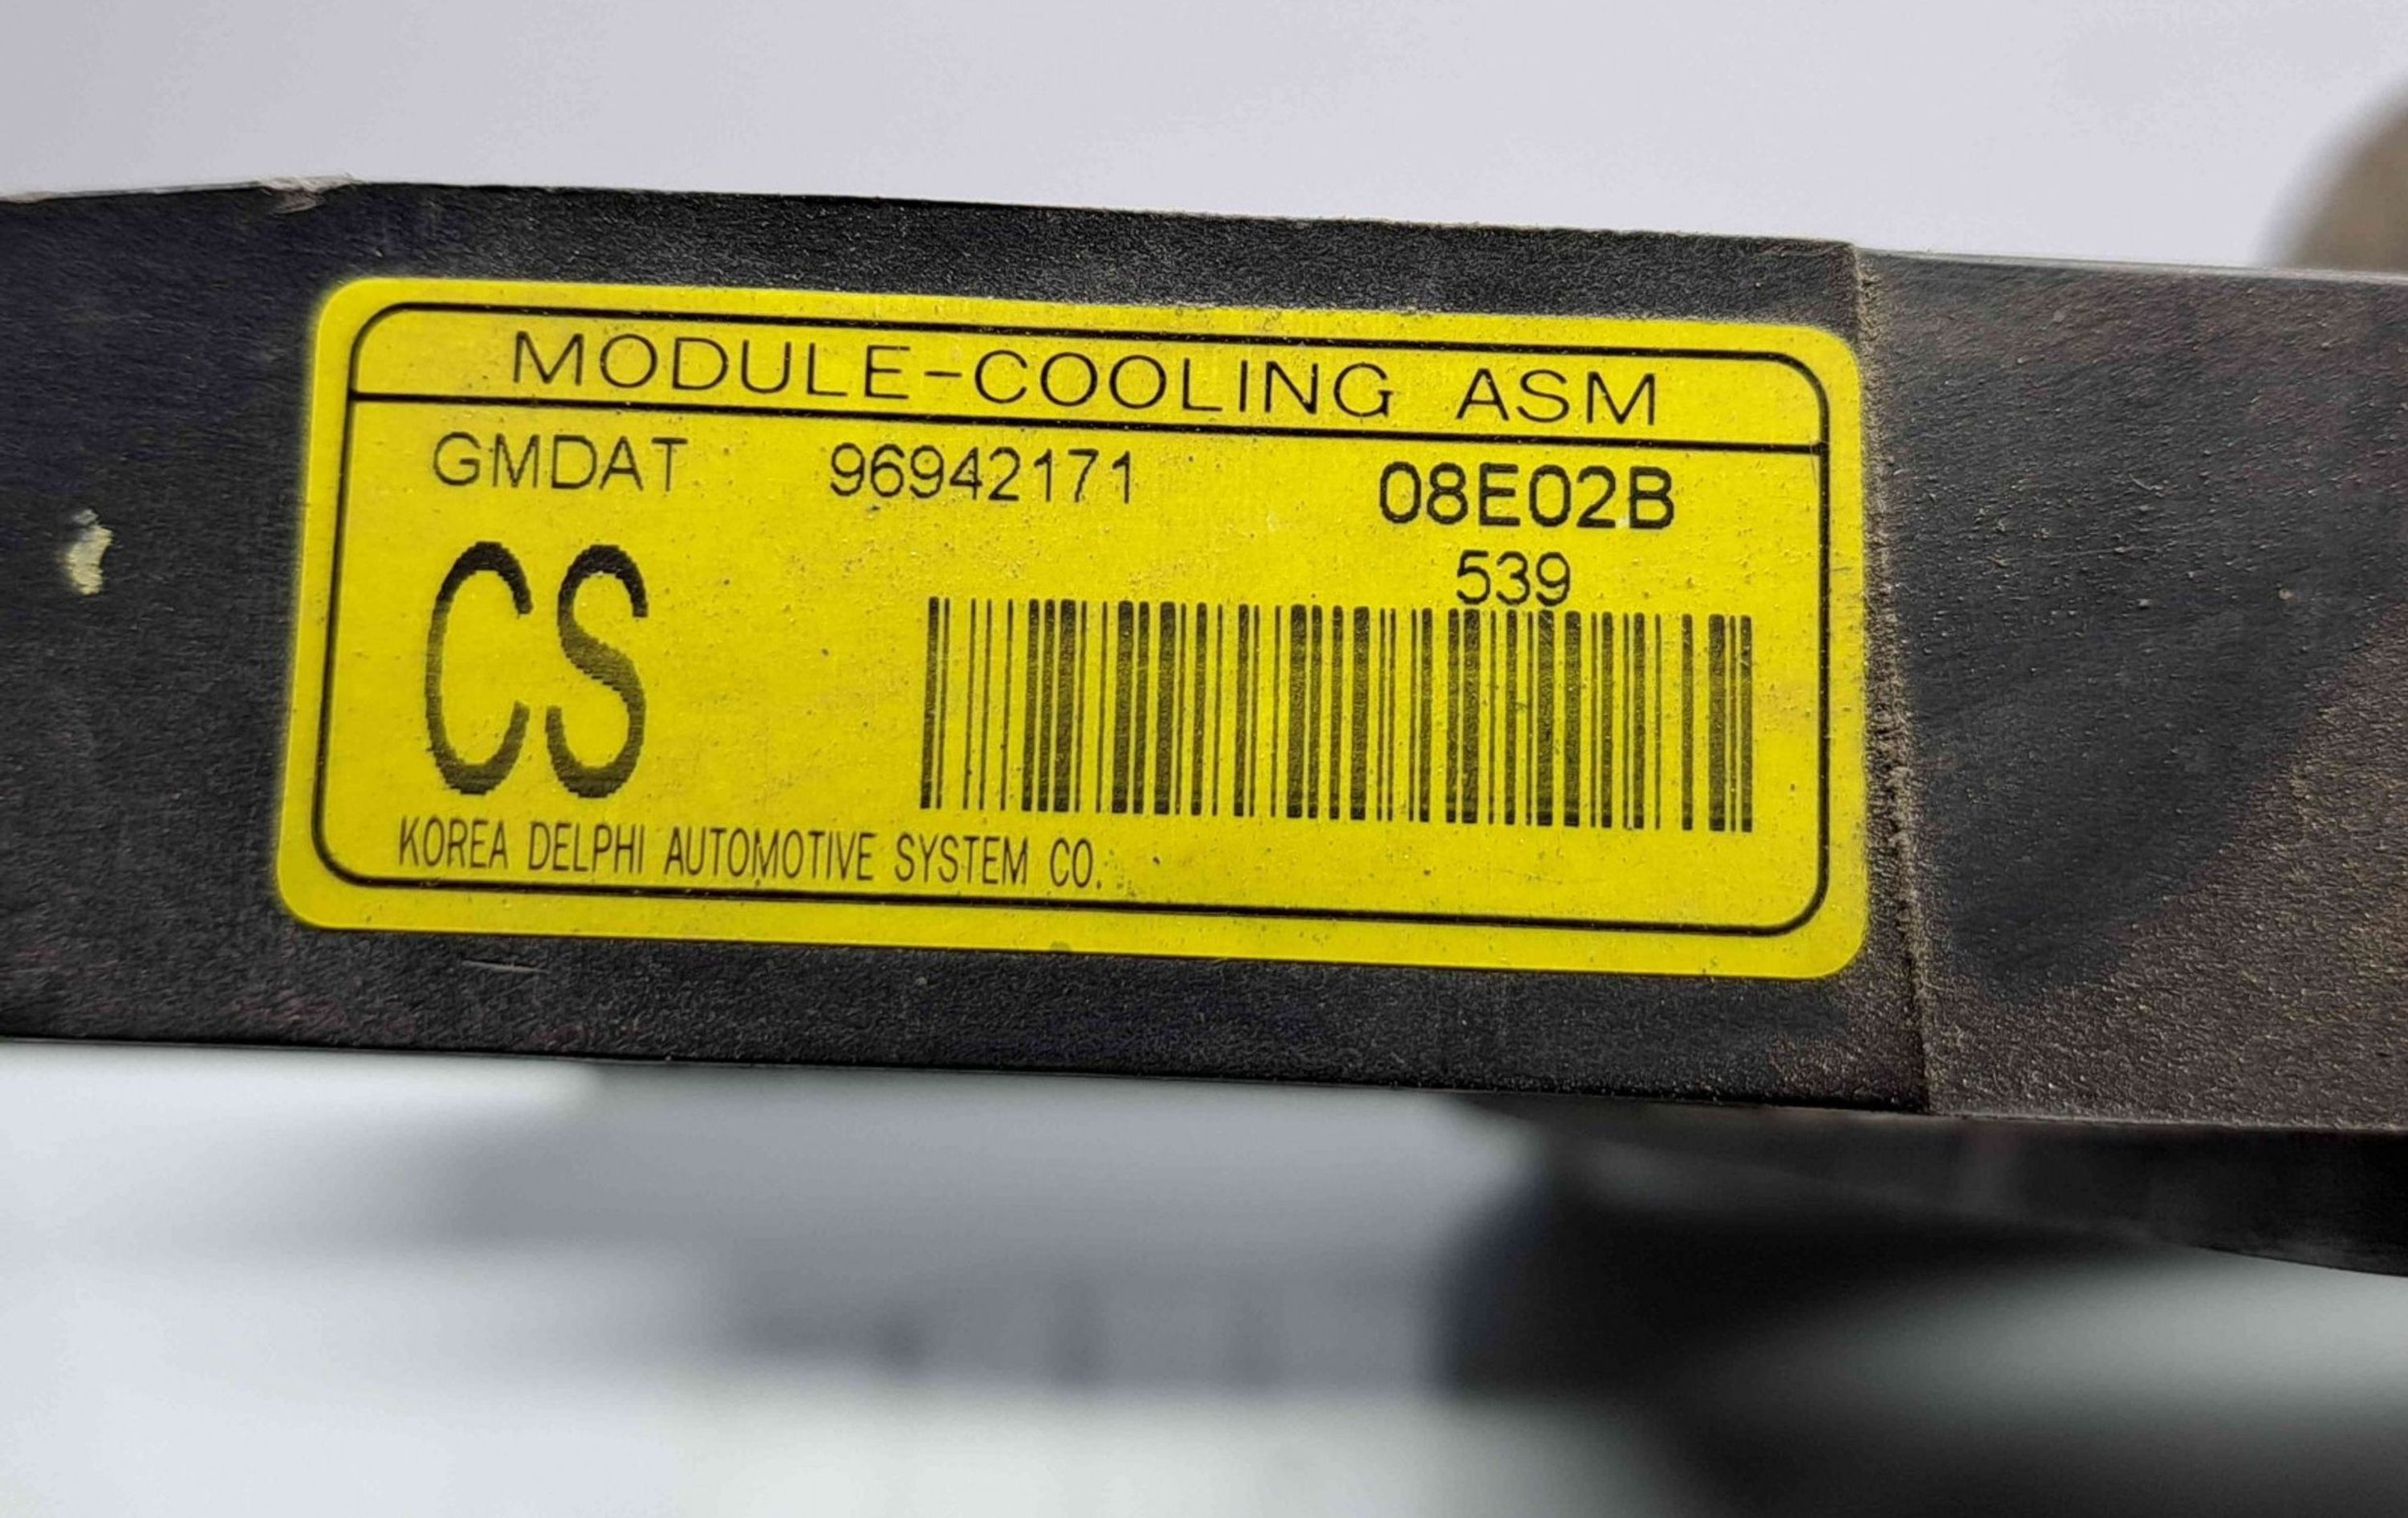 MODULE-COOLING ASM
GMDAT 96942171 08E02B
539
CS
KOREA DELPHI AUTOMOTIVE SYSTEM CO.